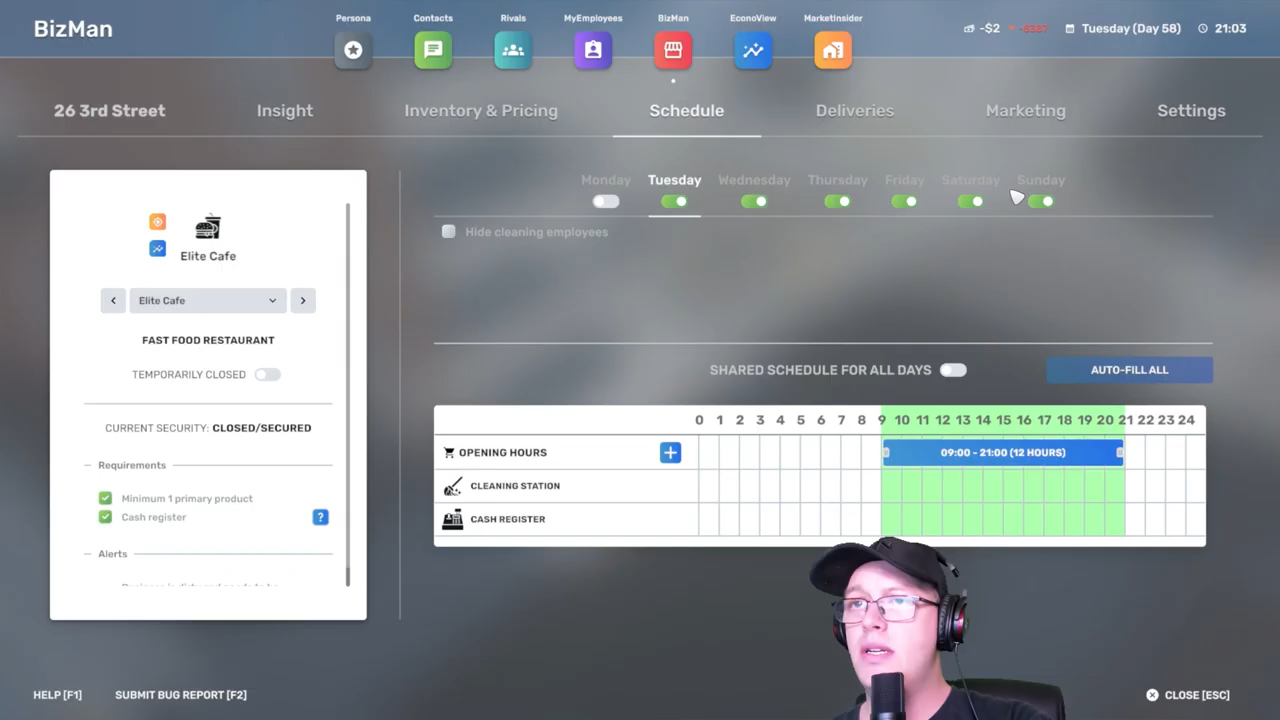 BizMan
Persona Contacts Rivals MyEmployees BizMan EconoView MarketInsider
-$2
Tuesday (Day 58) 21:03
26 3rd Street Insight Inventory & Pricing Schedule Deliveries Marketing Settings
Monday Tuesday Wednesday Thursday Friday Saturday Sunday
Hide cleaning employees
Elite Cafe
Elite Cafe
FAST FOOD RESTAURANT
TEMPORARILY CLOSED
CURRENT SECURITY: CLOSED/SECURED
Requirements
Minimum 1 primary product
Cash register ?
Alerts
SHARED SCHEDULE FOR ALL DAYS
AUTO-FILL ALL
0 1 2 3 4 5 6 7 8 9 10 11 12 13 14 15 16 17 18 19 20 21 22 23 24
OPENING HOURS + 09:00 - 21:00 (12 HOURS)
CLEANING STATION
CASH REGISTER
HELP [F1] SUBMIT BUG REPORT [F2]
CLOSE [ESC]